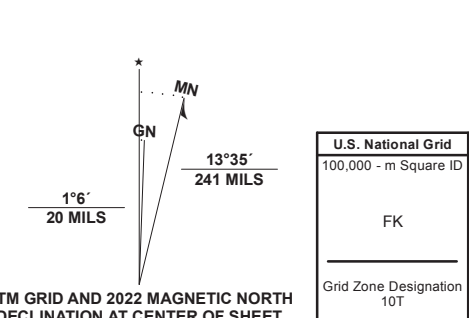 ★
MN
GN
1°6´
20 MILS
13°35´
241 MILS
TM GRID AND 2022 MAGNETIC NORTH
DECLINATION AT CENTER OF SHEET
U.S. National Grid
100,000 - m Square ID
FK
Grid Zone Designation
10T